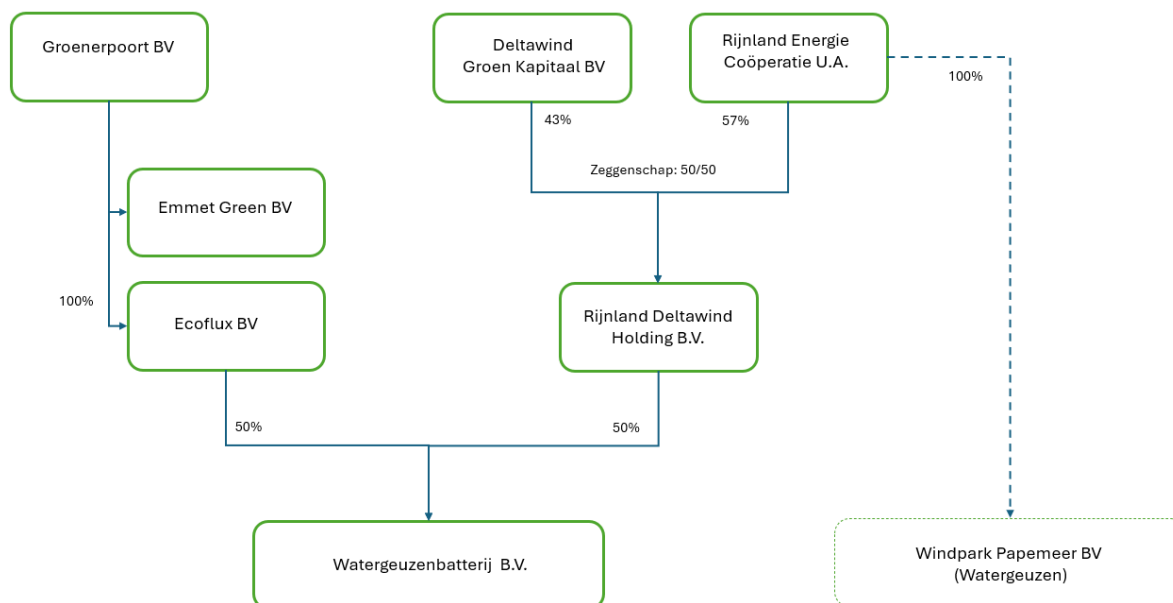 Groenerpoort BV
Deltawind
Groen Kapitaal BV
Rijnland Energie
Coöperatie U.A.
100%
43%
57%
Zeggenschap: 50/50
Emmet Green BV
100%
Ecoflux BV
Rijnland Deltawind
Holding B.V.
50%
50%
Watergeuzenbatterij B.V.
Windpark Papemeer BV
(Watergeuzen)